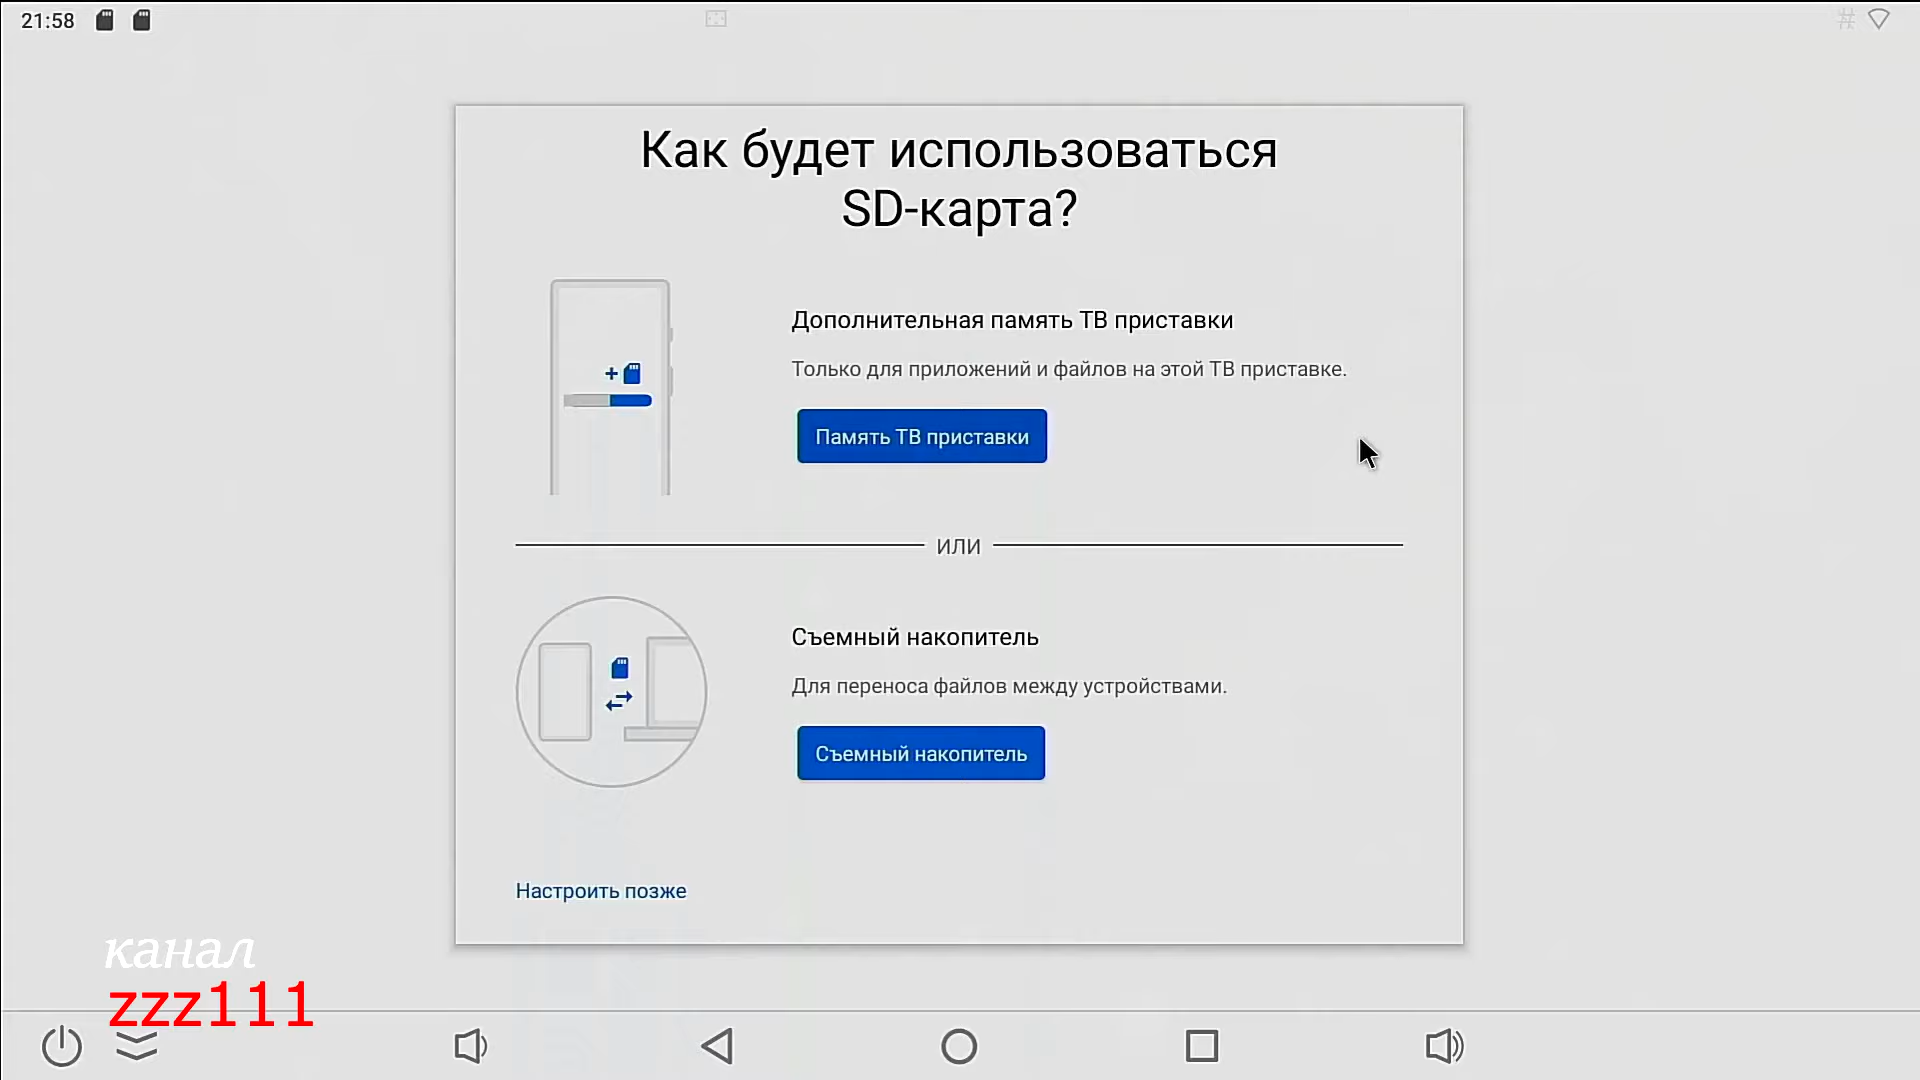 21:58
Как будет использоваться
SD-карта?
Дополнительная память ТВ приставки
Только для приложений и файлов на этой ТВ приставке.
Память ТВ приставки
ИЛИ
Съемный накопитель
Для переноса файлов между устройствами.
Съемный накопитель
Настроить позже
канал
zzz111